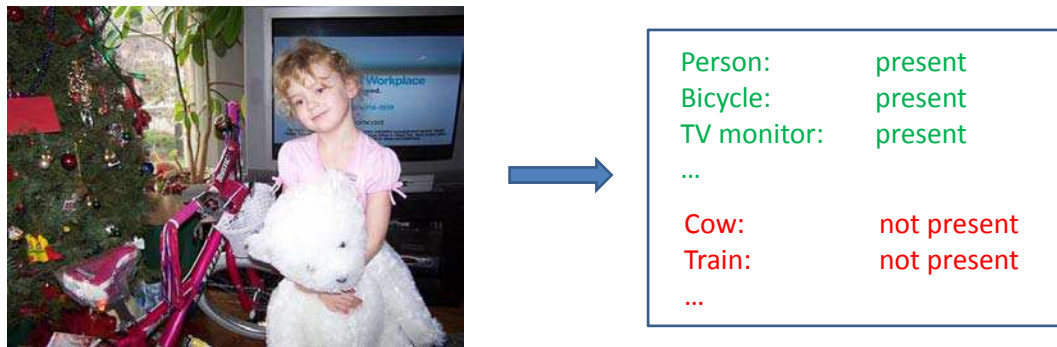 Workplace
Person: present
Bicycle: present
TV monitor: present
...
Cow: not present
Train: not present
...